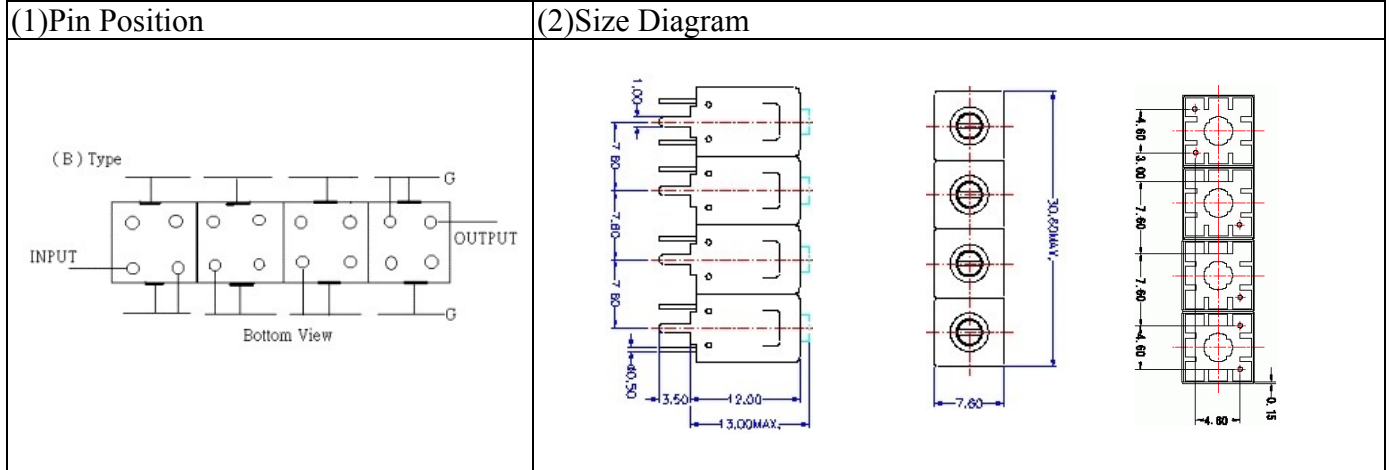 (1)Pin Position
(2)Size Diagram
( B ) Type
G
INPUT
OUTPUT
G
Bottom View
1.00
7.60
7.60
7.60
Φ0.50
3.50
12.00
13.00MAX.
30.60MAX.
7.60
4.60
3.00
7.60
7.60
4.60
4.60
0.15